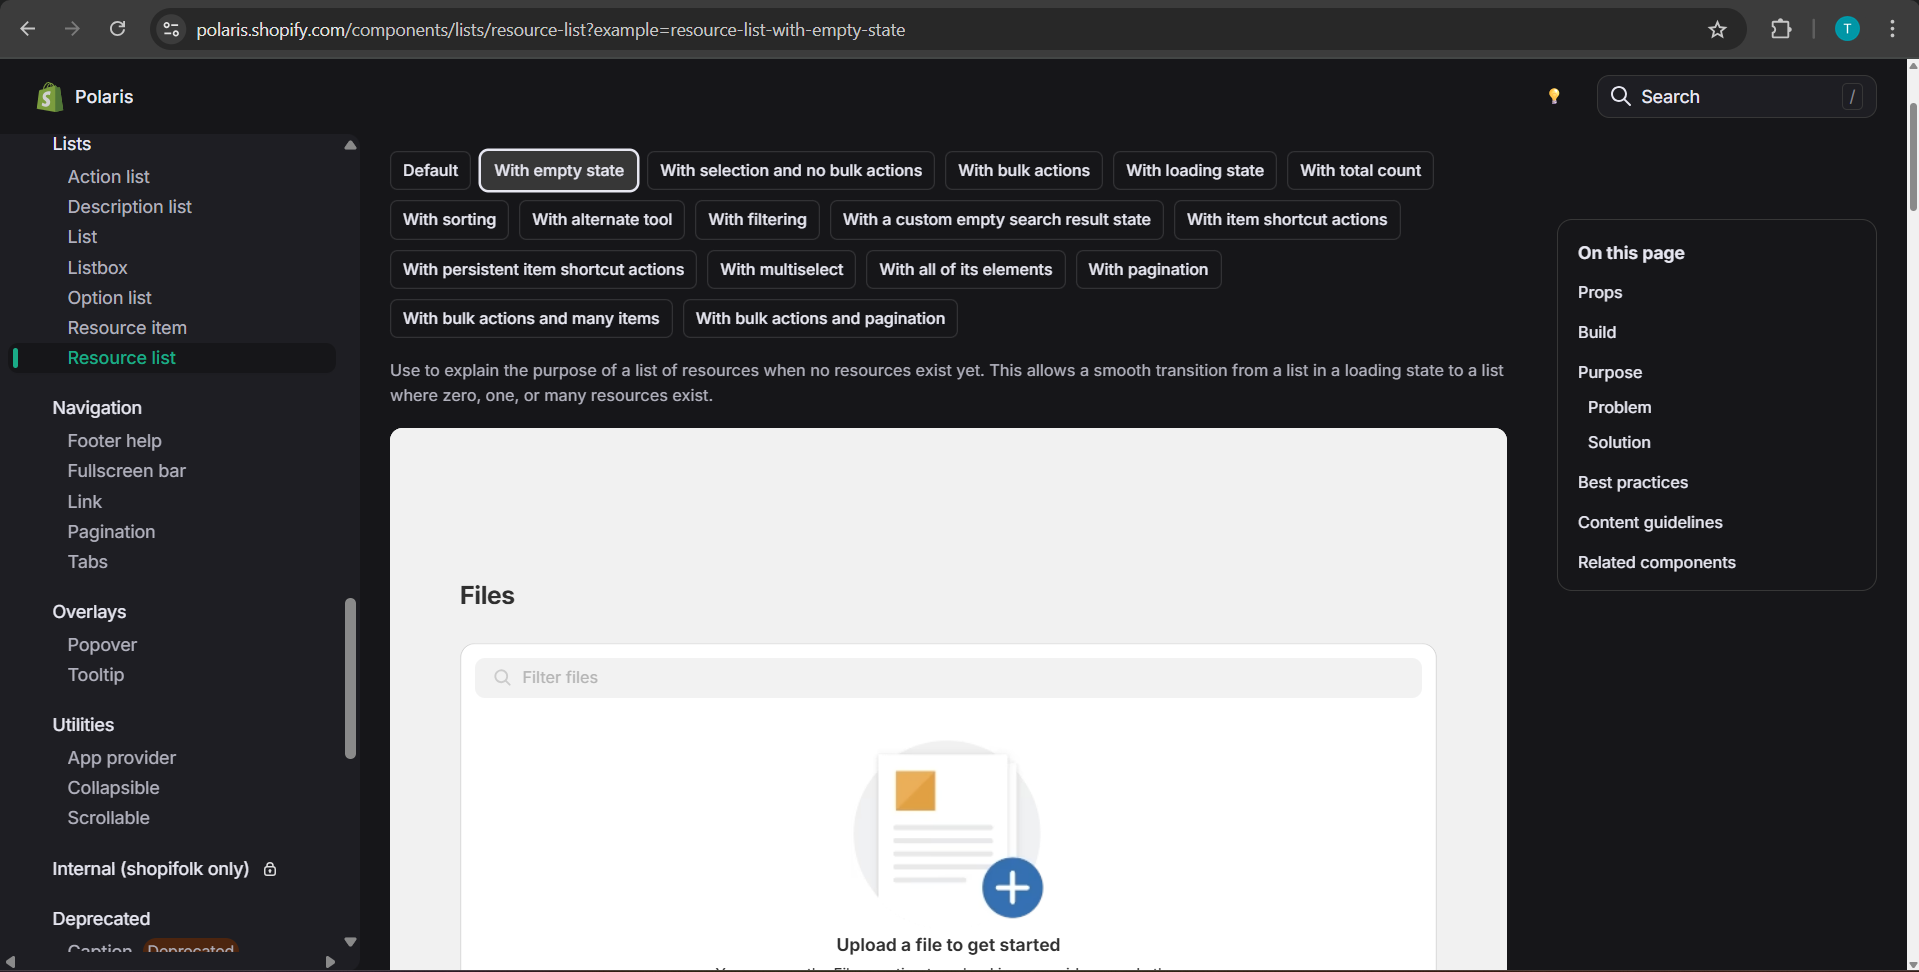 polaris.shopify.com/components/lists/resource-list?example=resource-list-with-empty-state
T
Polaris
Search /
Lists
Action list
Description list
List
Listbox
Option list
Resource item
Resource list
Navigation
Footer help
Fullscreen bar
Link
Pagination
Tabs
Overlays
Popover
Tooltip
Utilities
App provider
Collapsible
Scrollable
Internal (shopifolk only)
Deprecated
Caption Deprecated
Default With empty state With selection and no bulk actions With bulk actions With loading state With total count
With sorting With alternate tool With filtering With a custom empty search result state With item shortcut actions
With persistent item shortcut actions With multiselect With all of its elements With pagination
With bulk actions and many items With bulk actions and pagination
Use to explain the purpose of a list of resources when no resources exist yet. This allows a smooth transition from a list in a loading state to a list
where zero, one, or many resources exist.
Files
Filter files
Upload a file to get started
On this page
Props
Build
Purpose
Problem
Solution
Best practices
Content guidelines
Related components